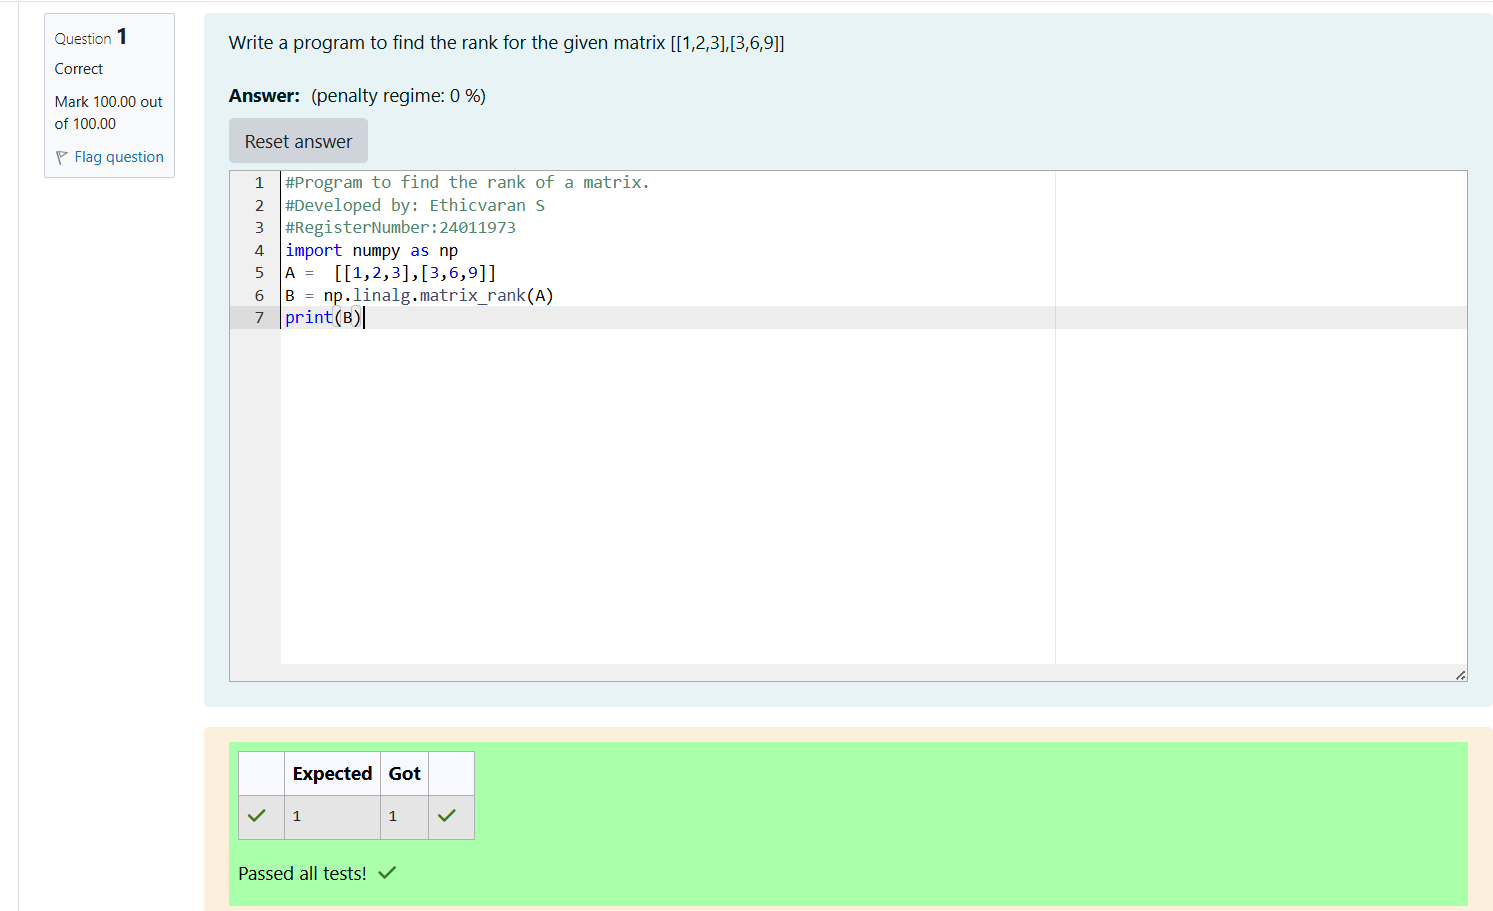 Question 1
Correct
Mark 100.00 out
of 100.00
Flag question
Write a program to find the rank for the given matrix [[1,2,3],[3,6,9]]
Answer: (penalty regime: 0 %)
Reset answer
1 #Program to find the rank of a matrix.
2 #Developed by: Ethicvaran S
3 #RegisterNumber:24011973
4 import numpy as np
5 A =  [[1,2,3],[3,6,9]]
6 B = np.linalg.matrix_rank(A)
7 print(B)
Expected Got
1 1
Passed all tests!